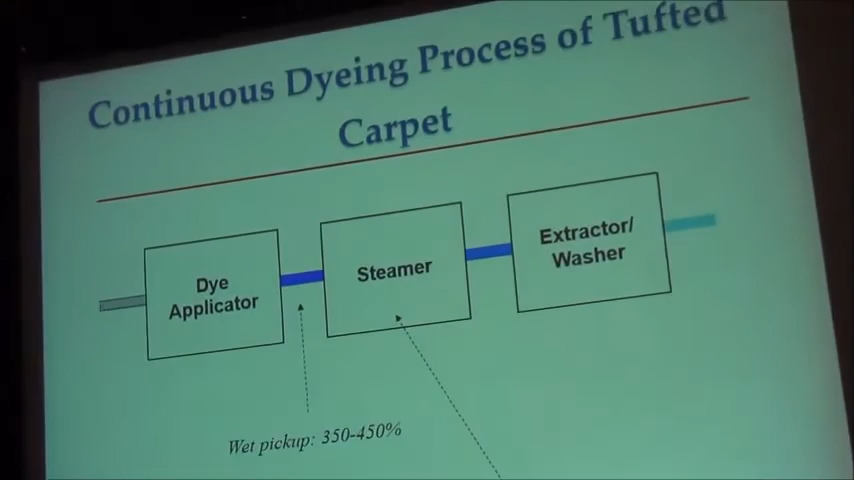 Continuous Dyeing Process of Tufted
Carpet
Dye
Applicator
Steamer
Extractor/
Washer
Wet pickup: 350-450%